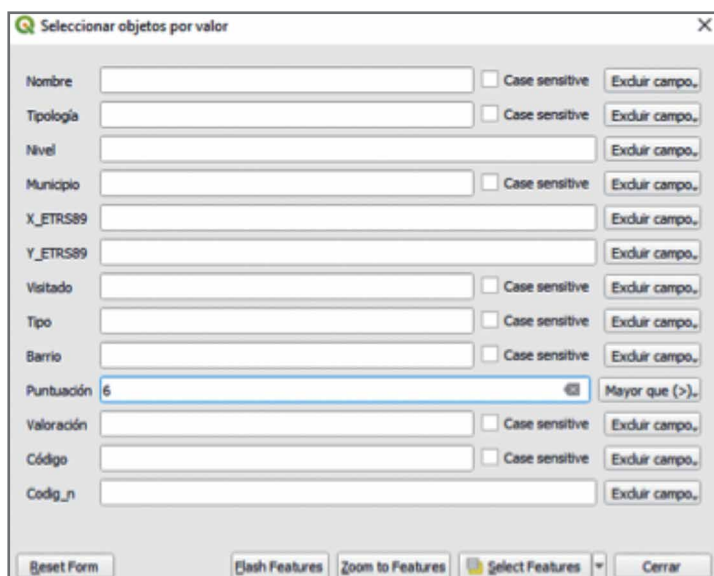 Seleccionar objetos por valor
Nombre Case sensitive Excluir campo
Tipología Case sensitive Excluir campo
Nivel Excluir campo
Municipio Case sensitive Excluir campo
X_ETRS89 Excluir campo
Y_ETRS89 Excluir campo
Visitado Case sensitive Excluir campo
Tipo Case sensitive Excluir campo
Barrio Case sensitive Excluir campo
Puntuación 6 Mayor que (>)
Valoración Case sensitive Excluir campo
Código Case sensitive Excluir campo
Codig_n Excluir campo
Reset Form Flash Features Zoom to Features Select Features Cerrar